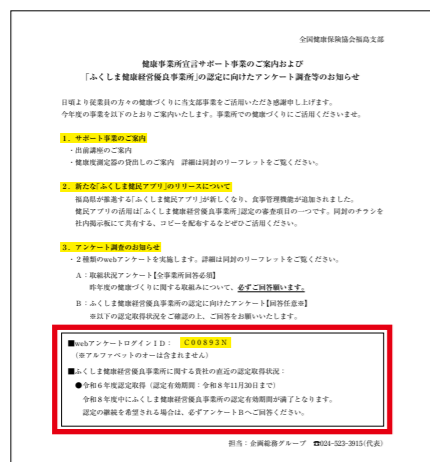 全国健康保険協会福島支部
健康事業所宣言サポート事業のご案内および
「ふくしま健康経営優良事業所」の認定に向けたアンケート調査等のお知らせ
日頃より従業員の方々の健康づくりに当支部事業をご活用いただき感謝申し上げます。
今年度の事業を以下のとおりご案内いたします。事業所での健康づくりにご活用くださいませ。
1．サポート事業のご案内
・出前講座のご案内
・健康度測定器の貸出しのご案内　詳細は同封のリーフレットをご覧ください。
2．新たな「ふくしま健民アプリ」のリリースについて
福島県が推進する「ふくしま健民アプリ」が新しくなり、食事管理機能が追加されました。
健民アプリの活用は「ふくしま健康経営優良事業所」認定の審査項目の一つです。同封のチラシを
社内掲示板にて共有する、コピーを配布するなどぜひご活用ください。
3．アンケート調査のお知らせ
・2種類のwebアンケートを実施します。詳細は同封のリーフレットをご覧ください。
A：取組状況アンケート【全事業所回答必須】
昨年度の健康づくりに関する取組みについて、必ずご回答願います。
B：ふくしま健康経営優良事業所の認定に向けたアンケート【回答任意※】
※以下の認定取得状況をご確認の上、ご回答をお願いいたします。
■webアンケートログインID： C00893N
（※アルファベットのオーは含まれません）
■ふくしま健康経営優良事業所に関する貴社の直近の認定取得状況：
●令和6年度認定取得（認定有効期間：令和8年11月30日まで）
令和8年度中にふくしま健康経営優良事業所の認定有効期間が満了となります。
認定の継続を希望される場合は、必ずアンケートBへご回答ください。
担当：企画総務グループ　☎024-523-3915(代表)